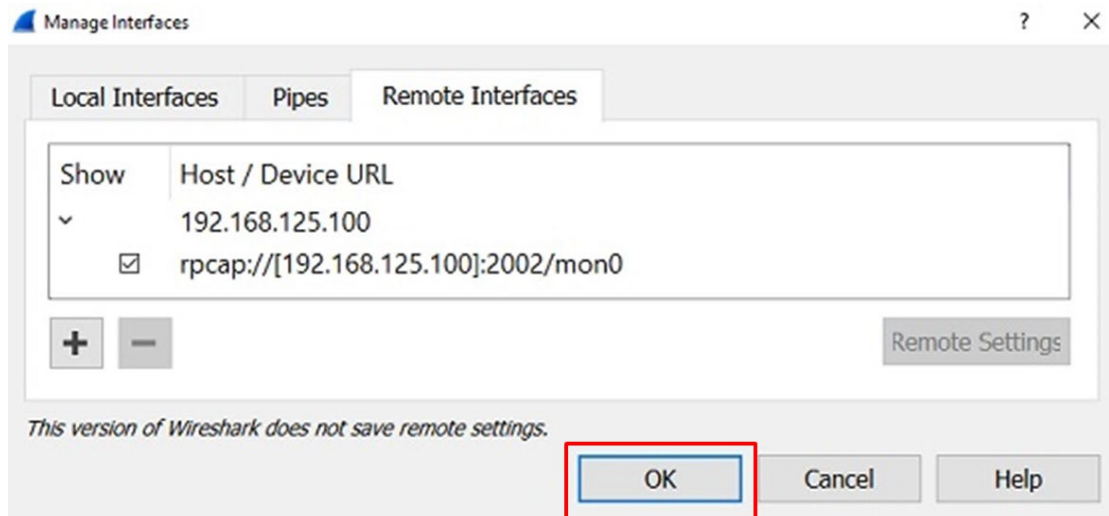 Manage Interfaces ? ×
Local Interfaces Pipes Remote Interfaces
Show Host / Device URL
192.168.125.100
rpcap://[192.168.125.100]:2002/mon0
+ − Remote Settings
This version of Wireshark does not save remote settings.
OK Cancel Help